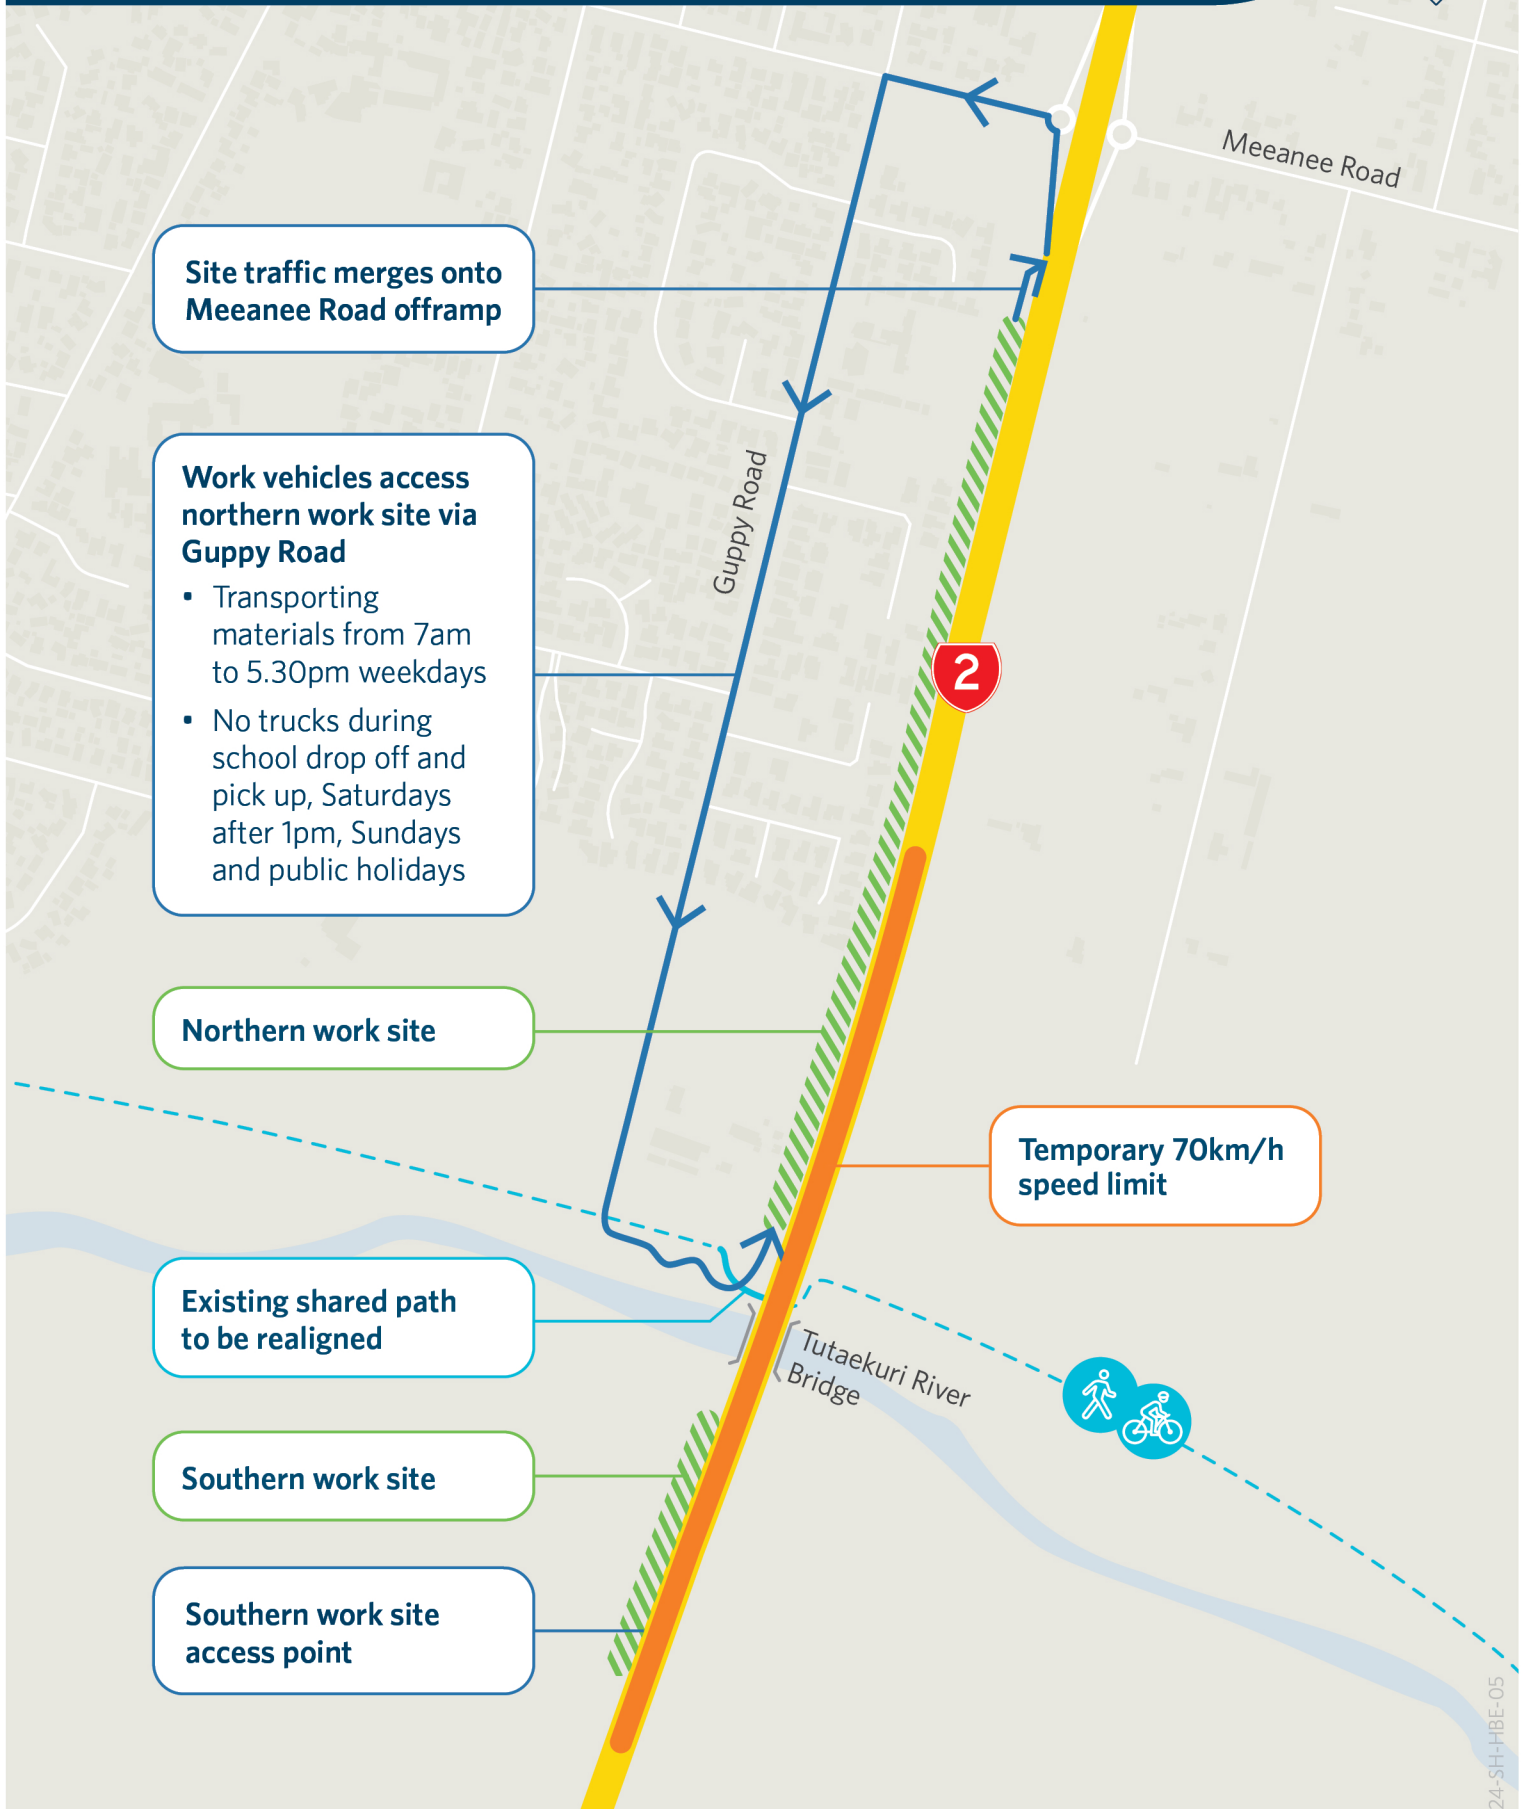 Meeanee Road
Site traffic merges onto
Meeanee Road offramp
Work vehicles access
northern work site via
Guppy Road
▪ Transporting
materials from 7am
to 5.30pm weekdays
▪ No trucks during
school drop off and
pick up, Saturdays
after 1pm, Sundays
and public holidays
Guppy Road
2
Northern work site
Temporary 70km/h
speed limit
Existing shared path
to be realigned
Tutaekuri River
Bridge
Southern work site
Southern work site
access point
24-SH-HBE-05